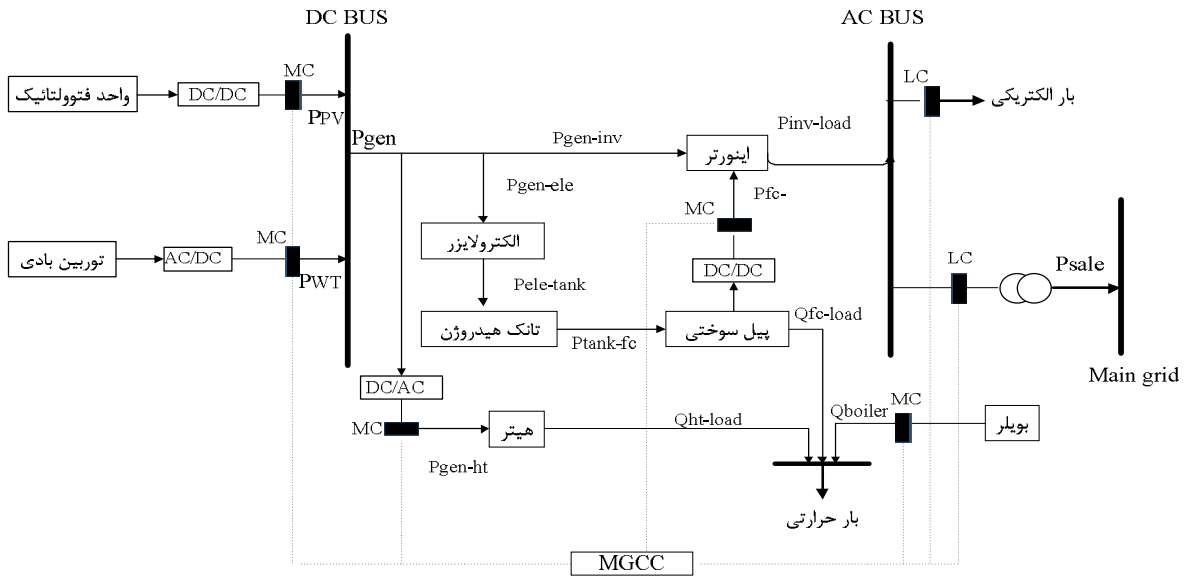 DC BUS
AC BUS
MC
LC
واحد فتوولتائیک
DC/DC
PPV
بار الکتریکی
Pgen
Pgen-inv
اینورتر
Pinv-load
Pgen-ele
Pfc-
MC
MC
توربین بادی
AC/DC
PWT
الکترولایزر
DC/DC
LC
Psale
Pele-tank
تانک هیدروژن
Ptank-fc
پیل سوختی
Qfc-load
Main grid
DC/AC
MC
هیتر
Qht-load
Qboiler
MC
بویلر
Pgen-ht
بار حرارتی
MGCC